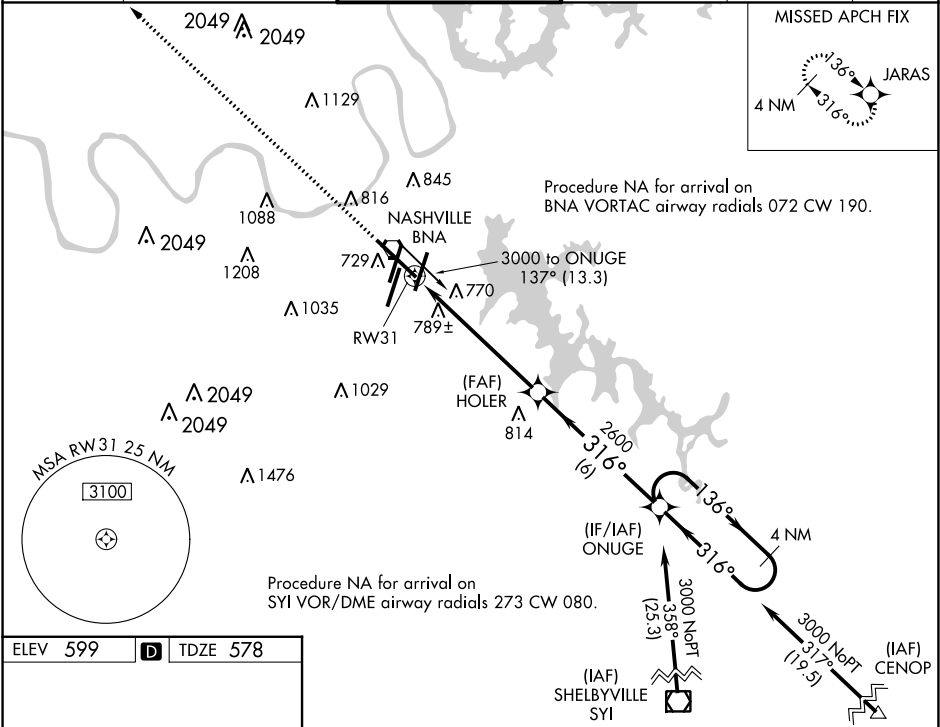 2049
2049
MISSED APCH FIX
136°
JARAS
4 NM
316°
1129
845
816
1088
Procedure NA for arrival on
BNA VORTAC airway radials 072 CW 190.
NASHVILLE
BNA
2049
1208
729
3000 to ONUGE
137° (13.3)
770
1035
789±
RW31
(FAF)
HOLER
1029
2049
2049
814
2600
316°
(6)
MSA RW31 25 NM
1476
3100
136°
4 NM
(IF/IAF)
ONUGE
316°
Procedure NA for arrival on
SYI VOR/DME airway radials 273 CW 080.
3000 NoPT
358°
(25.3)
3000 NoPT
317°
(19.5)
(IAF)
CENOP
(IAF)
SHELBYVILLE
SYI
ELEV 599 D TDZE 578